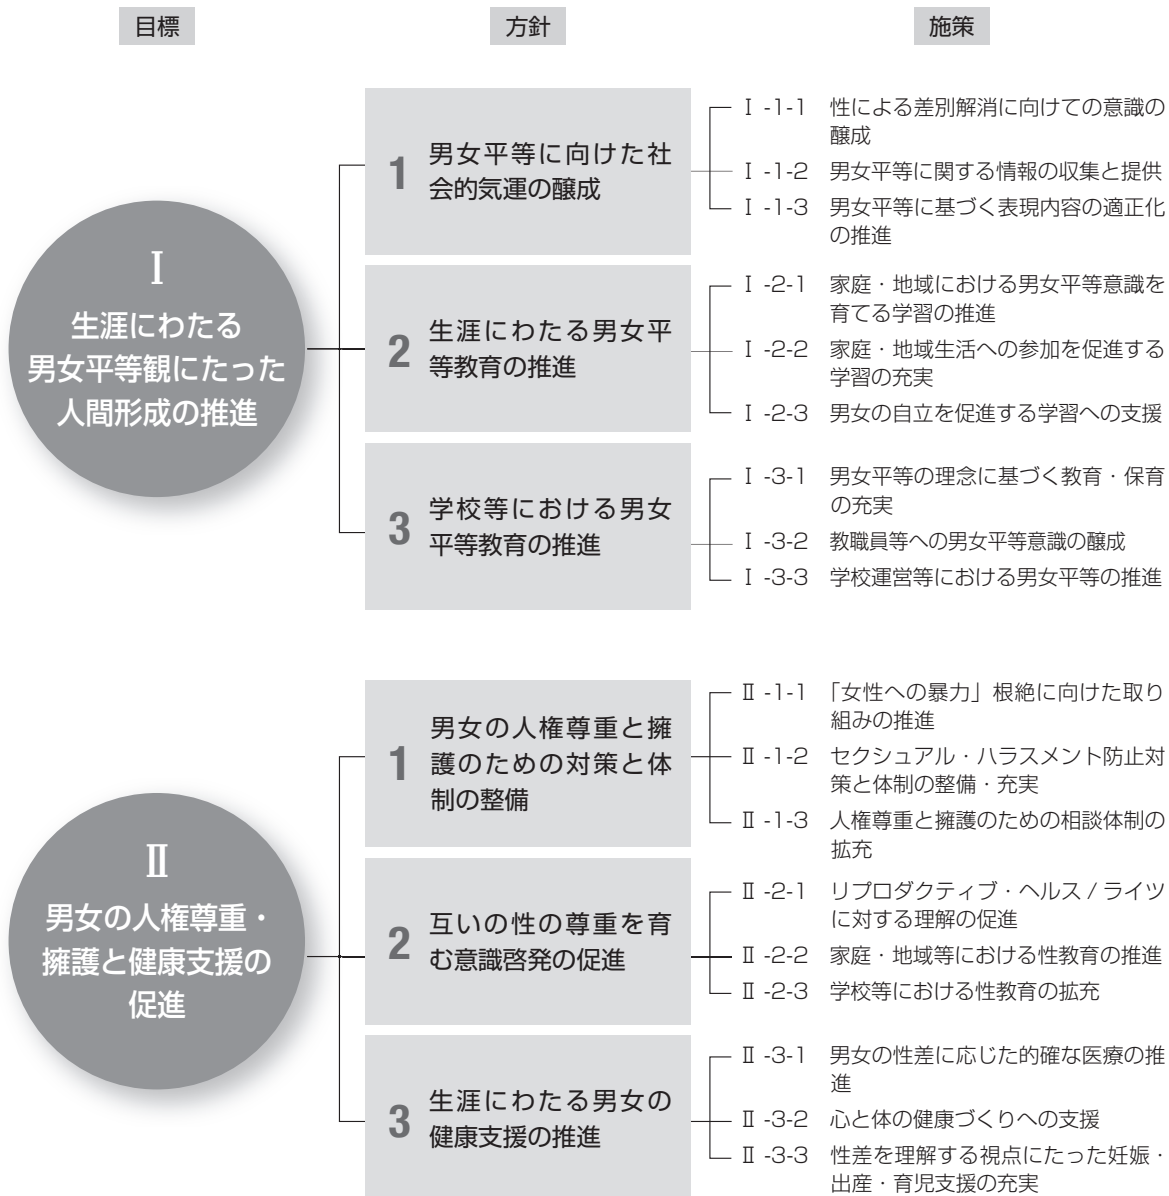 目標
方針
施策
Ⅰ
生涯にわたる
男女平等観にたった
人間形成の推進
1
男女平等に向けた社
会的気運の醸成
Ⅰ-1-1 性による差別解消に向けての意識の
醸成
Ⅰ-1-2 男女平等に関する情報の収集と提供
Ⅰ-1-3 男女平等に基づく表現内容の適正化
の推進
2
生涯にわたる男女平
等教育の推進
Ⅰ-2-1 家庭・地域における男女平等意識を
育てる学習の推進
Ⅰ-2-2 家庭・地域生活への参加を促進する
学習の充実
Ⅰ-2-3 男女の自立を促進する学習への支援
3
学校等における男女
平等教育の推進
Ⅰ-3-1 男女平等の理念に基づく教育・保育
の充実
Ⅰ-3-2 教職員等への男女平等意識の醸成
Ⅰ-3-3 学校運営等における男女平等の推進
Ⅱ
男女の人権尊重・
擁護と健康支援の
促進
1
男女の人権尊重と擁
護のための対策と体
制の整備
Ⅱ-1-1 「女性への暴力」根絶に向けた取り
組みの推進
Ⅱ-1-2 セクシュアル・ハラスメント防止対
策と体制の整備・充実
Ⅱ-1-3 人権尊重と擁護のための相談体制の
拡充
2
互いの性の尊重を育
む意識啓発の促進
Ⅱ-2-1 リプロダクティブ・ヘルス / ライツ
に対する理解の促進
Ⅱ-2-2 家庭・地域等における性教育の推進
Ⅱ-2-3 学校等における性教育の拡充
3
生涯にわたる男女の
健康支援の推進
Ⅱ-3-1 男女の性差に応じた的確な医療の推
進
Ⅱ-3-2 心と体の健康づくりへの支援
Ⅱ-3-3 性差を理解する視点にたった妊娠・
出産・育児支援の充実